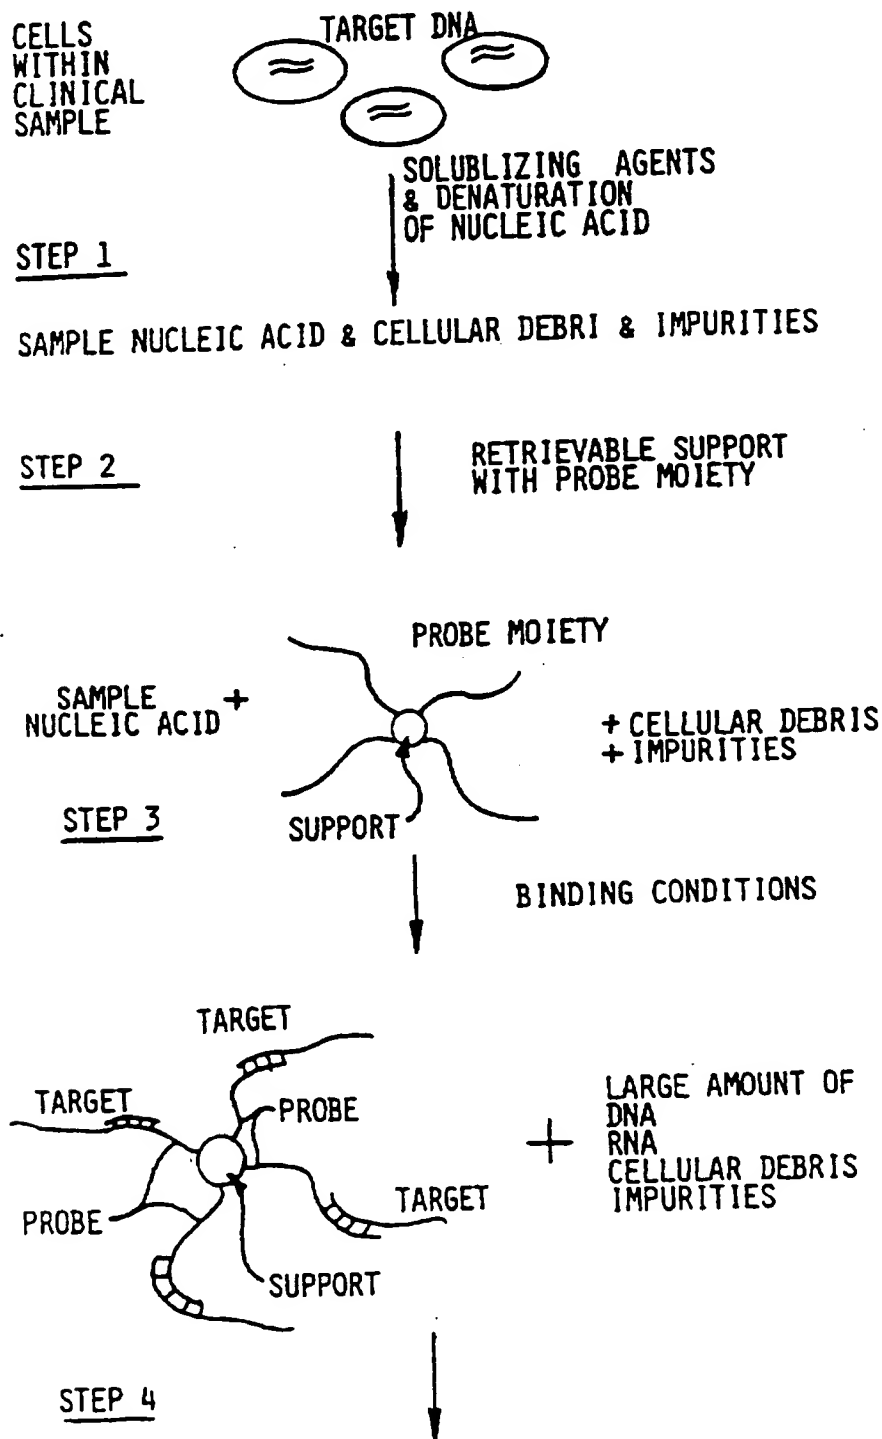 CELLS
WITHIN
CLINICAL
SAMPLE
TARGET DNA
SOLUBLIZING AGENTS
& DENATURATION
OF NUCLEIC ACID
STEP 1
SAMPLE NUCLEIC ACID & CELLULAR DEBRI & IMPURITIES
STEP 2
RETRIEVABLE SUPPORT
WITH PROBE MOIETY
PROBE MOIETY
SAMPLE +
NUCLEIC ACID
+ CELLULAR DEBRIS
+ IMPURITIES
STEP 3
SUPPORT
BINDING CONDITIONS
TARGET
TARGET
PROBE
+
LARGE AMOUNT OF
DNA
RNA
CELLULAR DEBRIS
IMPURITIES
TARGET
PROBE
SUPPORT
STEP 4